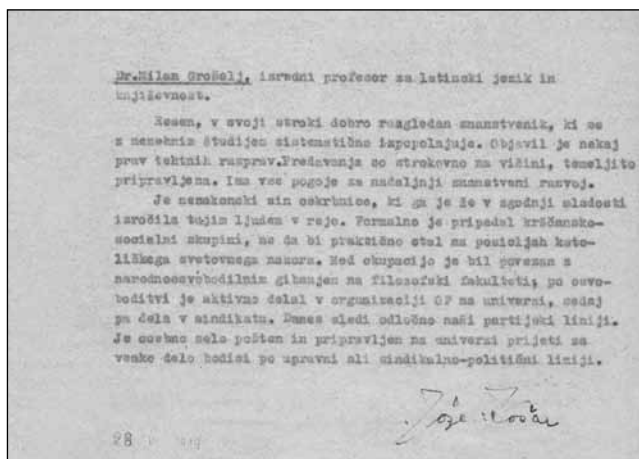 Dr.Milan Grošelj, izredni profesor za latinski jezik in
književnost.
Resen, v svoji stroki dobro razgledan znanstvenik, ki se
z nenehnim študijem sistematično izpopolnjuje. Objavil je nekaj
prav tehtnih razprav.Predavanja so strokovno na višini, temeljito
pripravljena. Ima vse pogoje za nadaljnji znanstveni razvoj.
Je nezakonski sin oskrbnice, ki ga je že v zgodnji mladosti
izročila tujim ljudem v rejo. Formalno je pripadal krščansko-
socialni skupini, ne da bi praktično stal na pozicijah kato-
liškega svetovnega nazora. Med okupacijo je bil povezan z
narodnoosvobodilnim gibanjem na filozofski fakulteti, po osvo-
boditvi je aktivno delal v organizaciji OF na univerzi, sedaj
pa dela v sindikatu. Danes sledi odločno naši partijski liniji.
Je osebno zelo pošten in pripravljen na univerzi prijeti za
vsako delo bodisi po upravni ali sindikalno-politični liniji.
Jože Košar
28